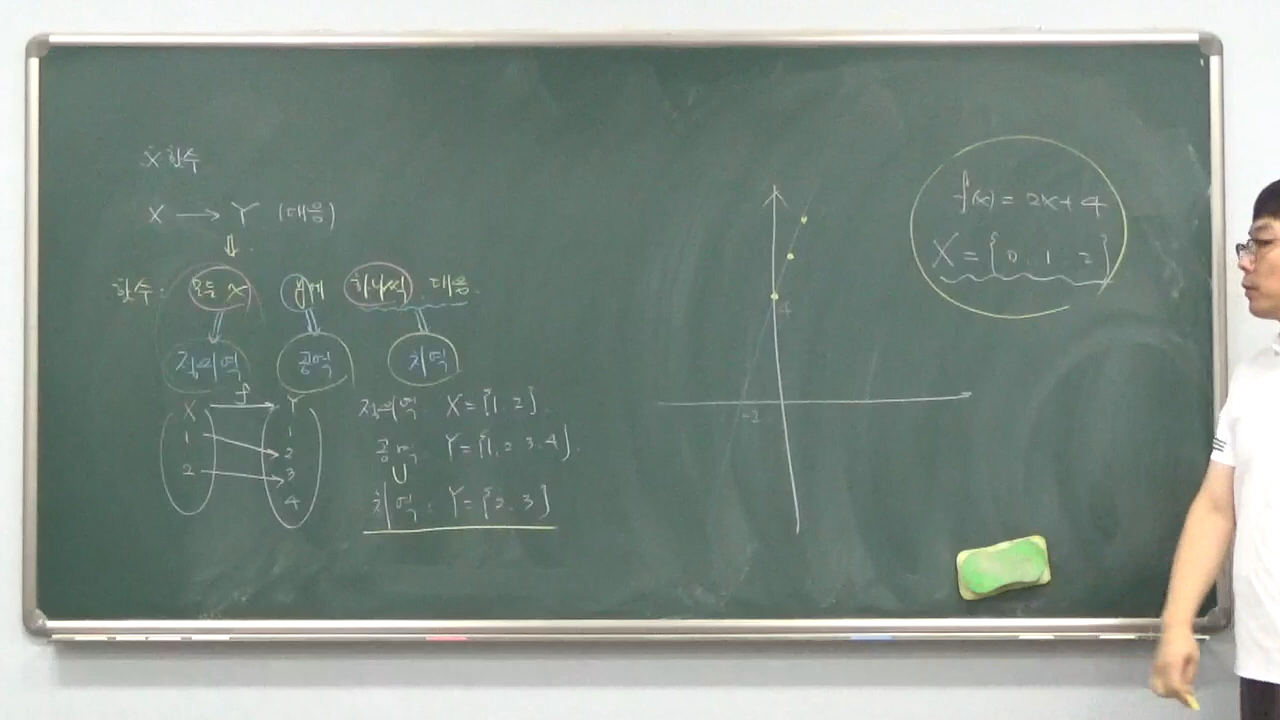 ※ 함수
X → Y (대응)
⇓
함수: 모든 X Y에 하나씩 대응.
정의역 공역 치역
X f Y
1 1
2 2
3
4
정의역 X={1, 2}.
공역 Y={1, 2, 3, 4}.
∪
치역: Y={2, 3}
4
-2
f(x) = 2x+4
X = {0, 1, 2}